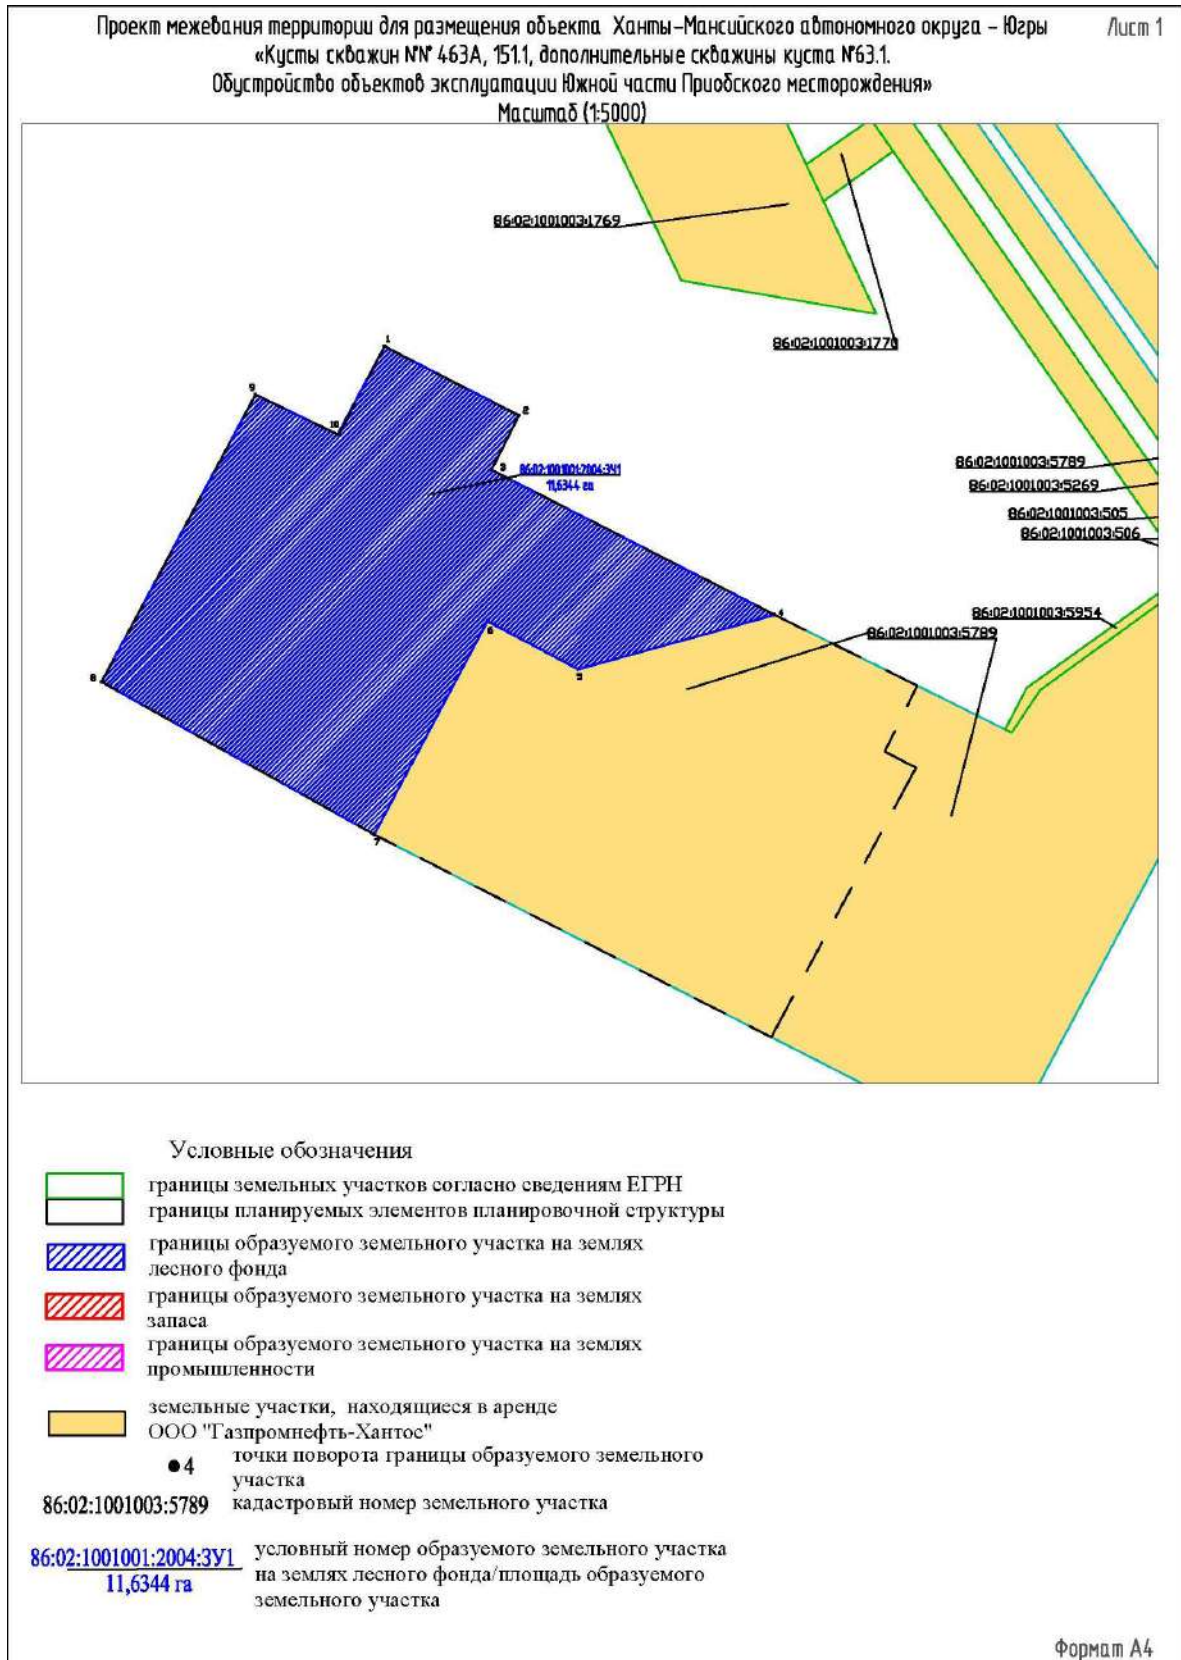 Проект межевания территории для размещения объекта Ханты-Мансийского автономного округа - Югры
Лист 1
«Кусты скважин №№ 463А, 151.1, дополнительные скважины куста №63.1.
Обустройство объектов эксплуатации Южной части Приобского месторождения»
Масштаб (1:5000)
86:02:1001003:1769
86:02:1001003:1770
1
9
2
10
3
86:02:1001001:2004:ЗУ1
11,6344 га
86:02:1001003:5789
86:02:1001003:5269
86:02:1001003:505
86:02:1001003:506
86:02:1001003:5954
4
6
86:02:1001003:5789
5
8
7
Условные обозначения
границы земельных участков согласно сведениям ЕГРН
границы планируемых элементов планировочной структуры
границы образуемого земельного участка на землях
лесного фонда
границы образуемого земельного участка на землях
запаса
границы образуемого земельного участка на землях
промышленности
земельные участки, находящиеся в аренде
ООО "Газпромнефть-Хантос"
●4
точки поворота границы образуемого земельного
участка
86:02:1001003:5789 кадастровый номер земельного участка
86:02:1001001:2004:ЗУ1
11,6344 га
условный номер образуемого земельного участка
на землях лесного фонда/площадь образуемого
земельного участка
Формат А4